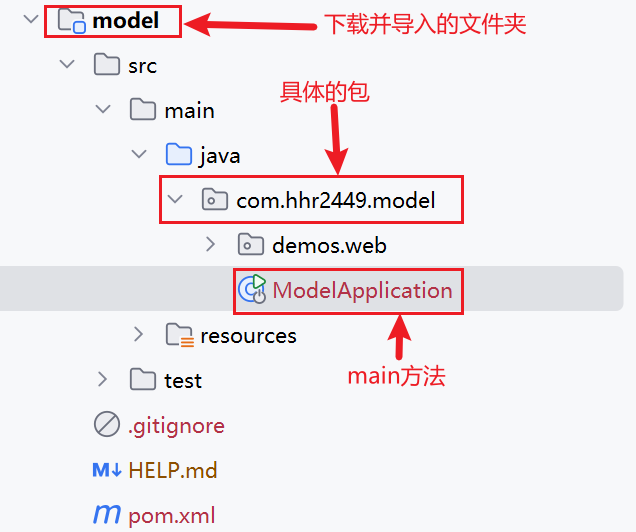 model
下载并导入的文件夹
src
具体的包
main
java
com.hhr2449.model
demos.web
ModelApplication
resources
main方法
test
.gitignore
M↓ HELP.md
m pom.xml